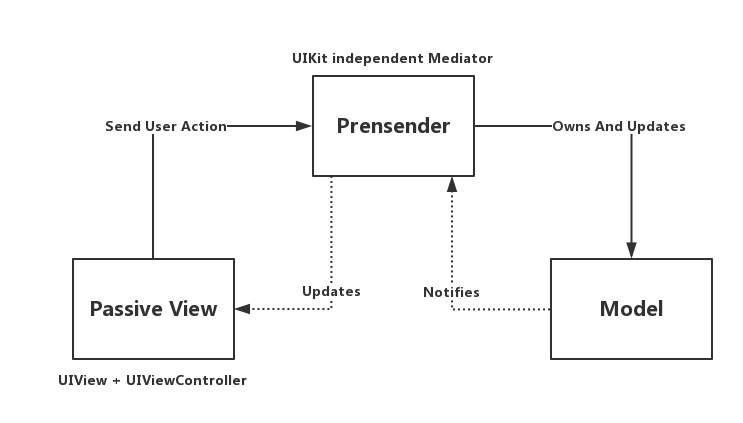 UIKit independent Mediator
Prensender
Send User Action
Owns And Updates
Updates
Notifies
Passive View
Model
UIView + UIViewController